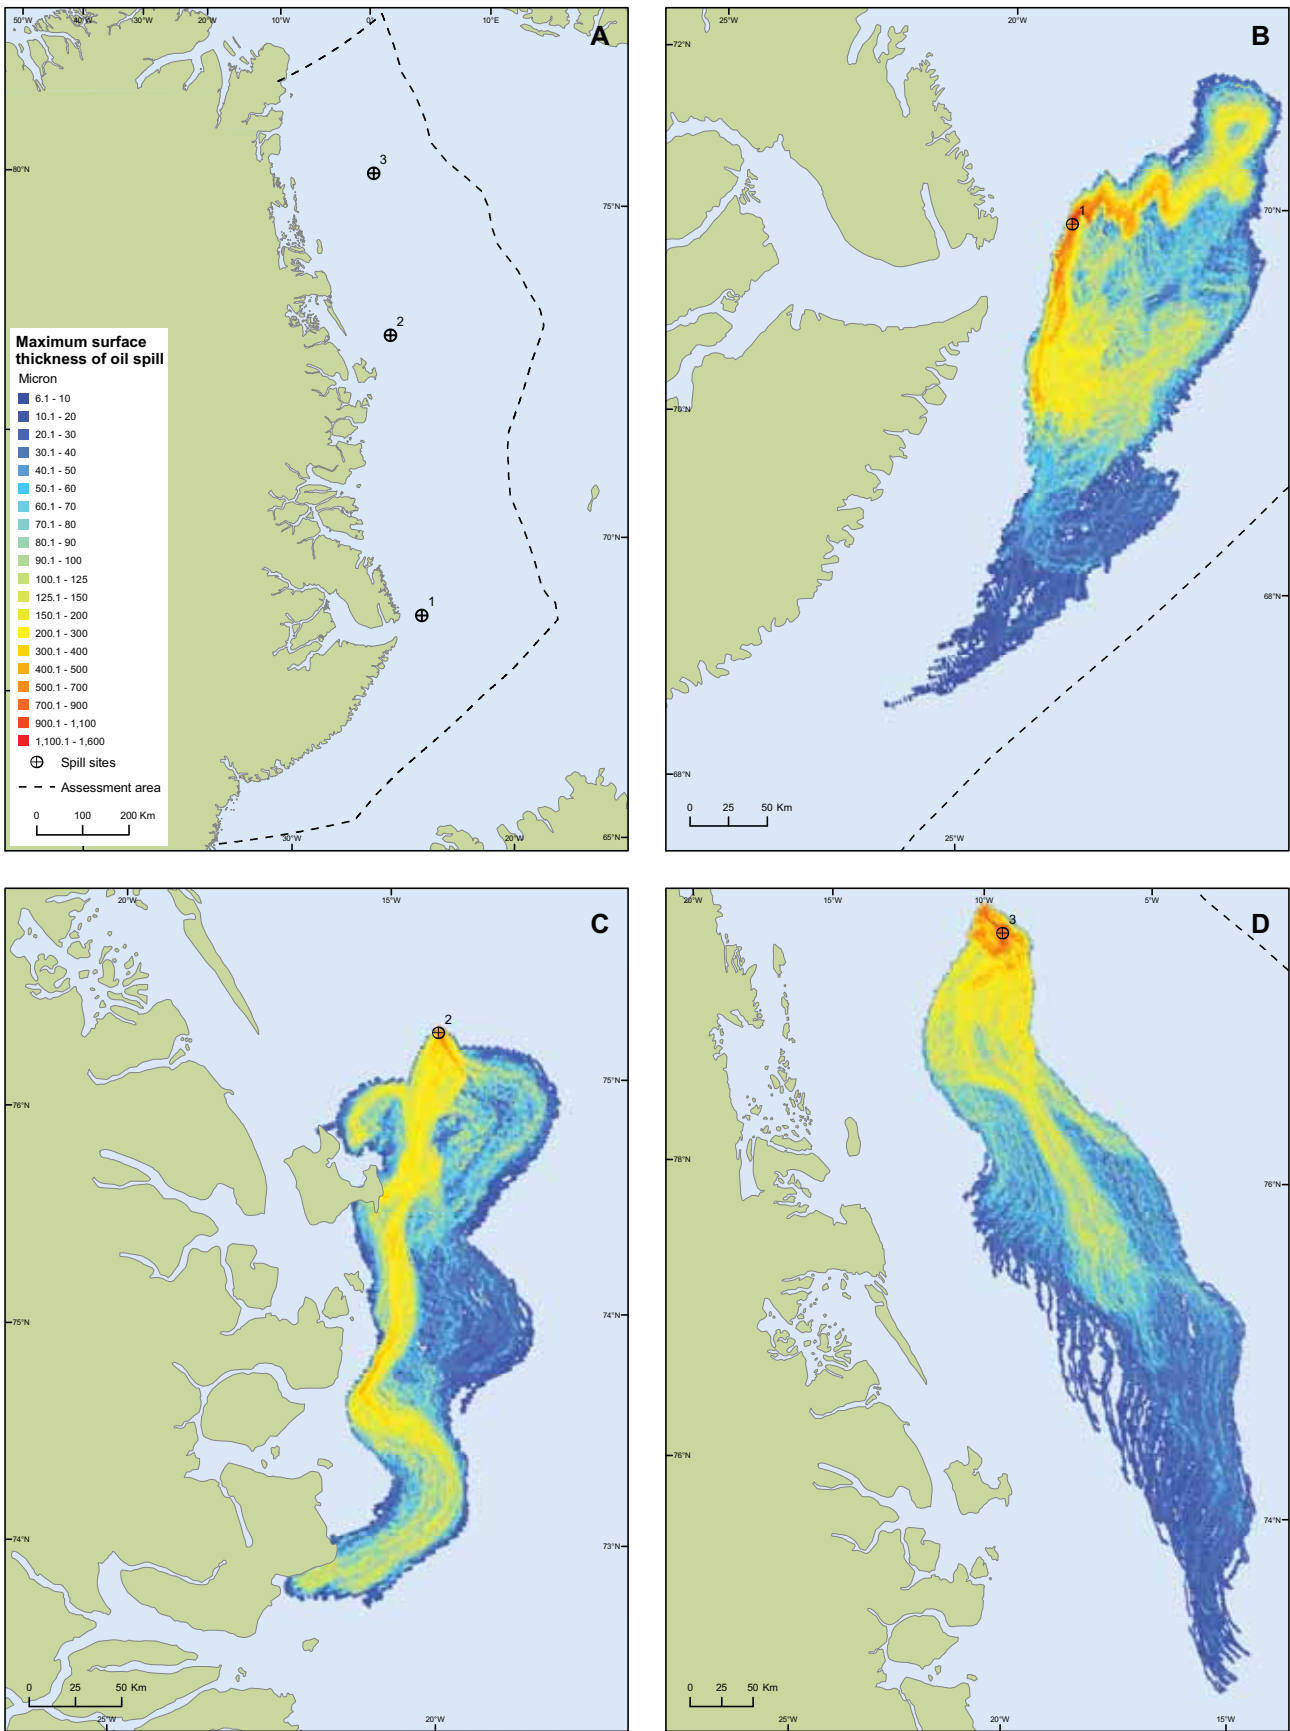 50°W 40°W 30°W 20°W 10°W 0° 10°E
A
80°N
3
75°N
2
Maximum surface
thickness of oil spill
Micron
6.1 - 10
10.1 - 20
20.1 - 30
30.1 - 40
40.1 - 50
50.1 - 60
60.1 - 70
70.1 - 80
80.1 - 90
90.1 - 100
100.1 - 125
125.1 - 150
150.1 - 200
200.1 - 300
300.1 - 400
400.1 - 500
500.1 - 700
700.1 - 900
900.1 - 1,100
1,100.1 - 1,600
Spill sites
Assessment area
0 100 200 Km
70°N
1
30°W 20°W 65°N
25°W 20°W
B
72°N
1
70°N
70°N
68°N
68°N
0 25 50 Km
25°W
20°W 15°W
C
2
75°N
76°N
74°N
75°N
74°N
73°N
0 25 50 Km
25°W 20°W
20°W 15°W 10°W 5°W
D
3
78°N
76°N
76°N
74°N
0 25 50 Km
25°W 20°W 15°W